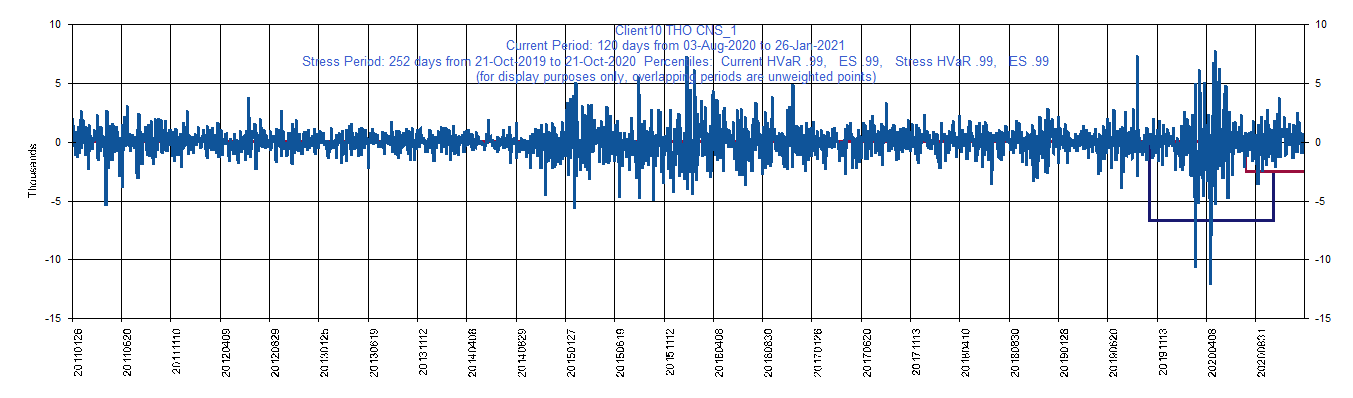 Client10 THO CNS_1
Current Period: 120 days from 03-Aug-2020 to 26-Jan-2021
Stress Period: 252 days from 21-Oct-2019 to 21-Oct-2020 Percentiles: Current HVaR .99, ES .99, Stress HVaR .99, ES .99
(for display purposes only, overlapping periods are unweighted points)
10 10
5 5
0 0
-5 -5
-10 -10
-15 -15
Thousands
20110126 20110620 20111110 20120409 20120829 20130125 20130619 20131112 20140408 20140829 20150127 20150619 20151112 20160408 20160830 20170126 20170620 20171113 20180410 20180830 20190128 20190620 20191113 20200408 20200831